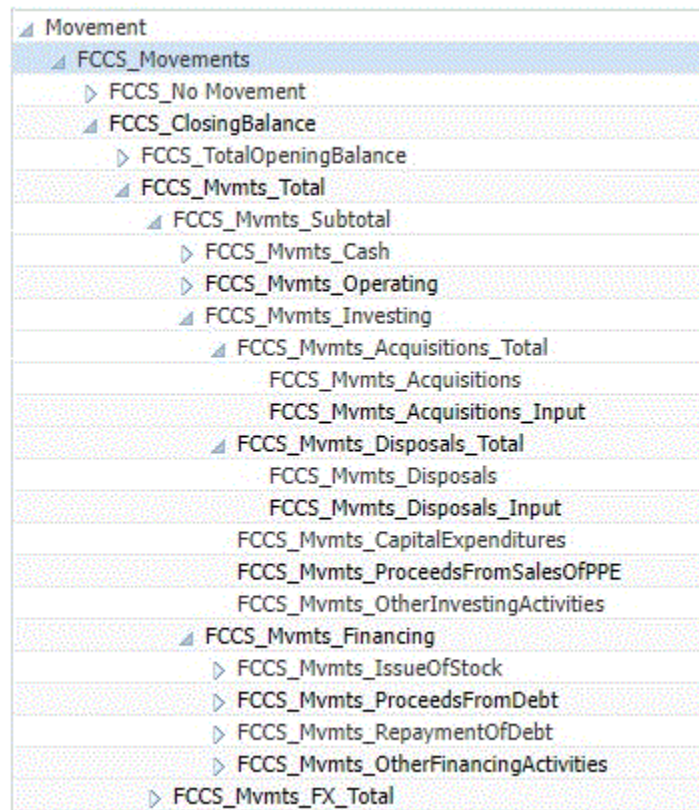 Movement
FCCS_Movements
FCCS_No Movement
FCCS_ClosingBalance
FCCS_TotalOpeningBalance
FCCS_Mvmts_Total
FCCS_Mvmts_Subtotal
FCCS_Mvmts_Cash
FCCS_Mvmts_Operating
FCCS_Mvmts_Investing
FCCS_Mvmts_Acquisitions_Total
FCCS_Mvmts_Acquisitions
FCCS_Mvmts_Acquisitions_Input
FCCS_Mvmts_Disposals_Total
FCCS_Mvmts_Disposals
FCCS_Mvmts_Disposals_Input
FCCS_Mvmts_CapitalExpenditures
FCCS_Mvmts_ProceedsFromSalesOfPPE
FCCS_Mvmts_OtherInvestingActivities
FCCS_Mvmts_Financing
FCCS_Mvmts_IssueOfStock
FCCS_Mvmts_ProceedsFromDebt
FCCS_Mvmts_RepaymentOfDebt
FCCS_Mvmts_OtherFinancingActivities
FCCS_Mvmts_FX_Total